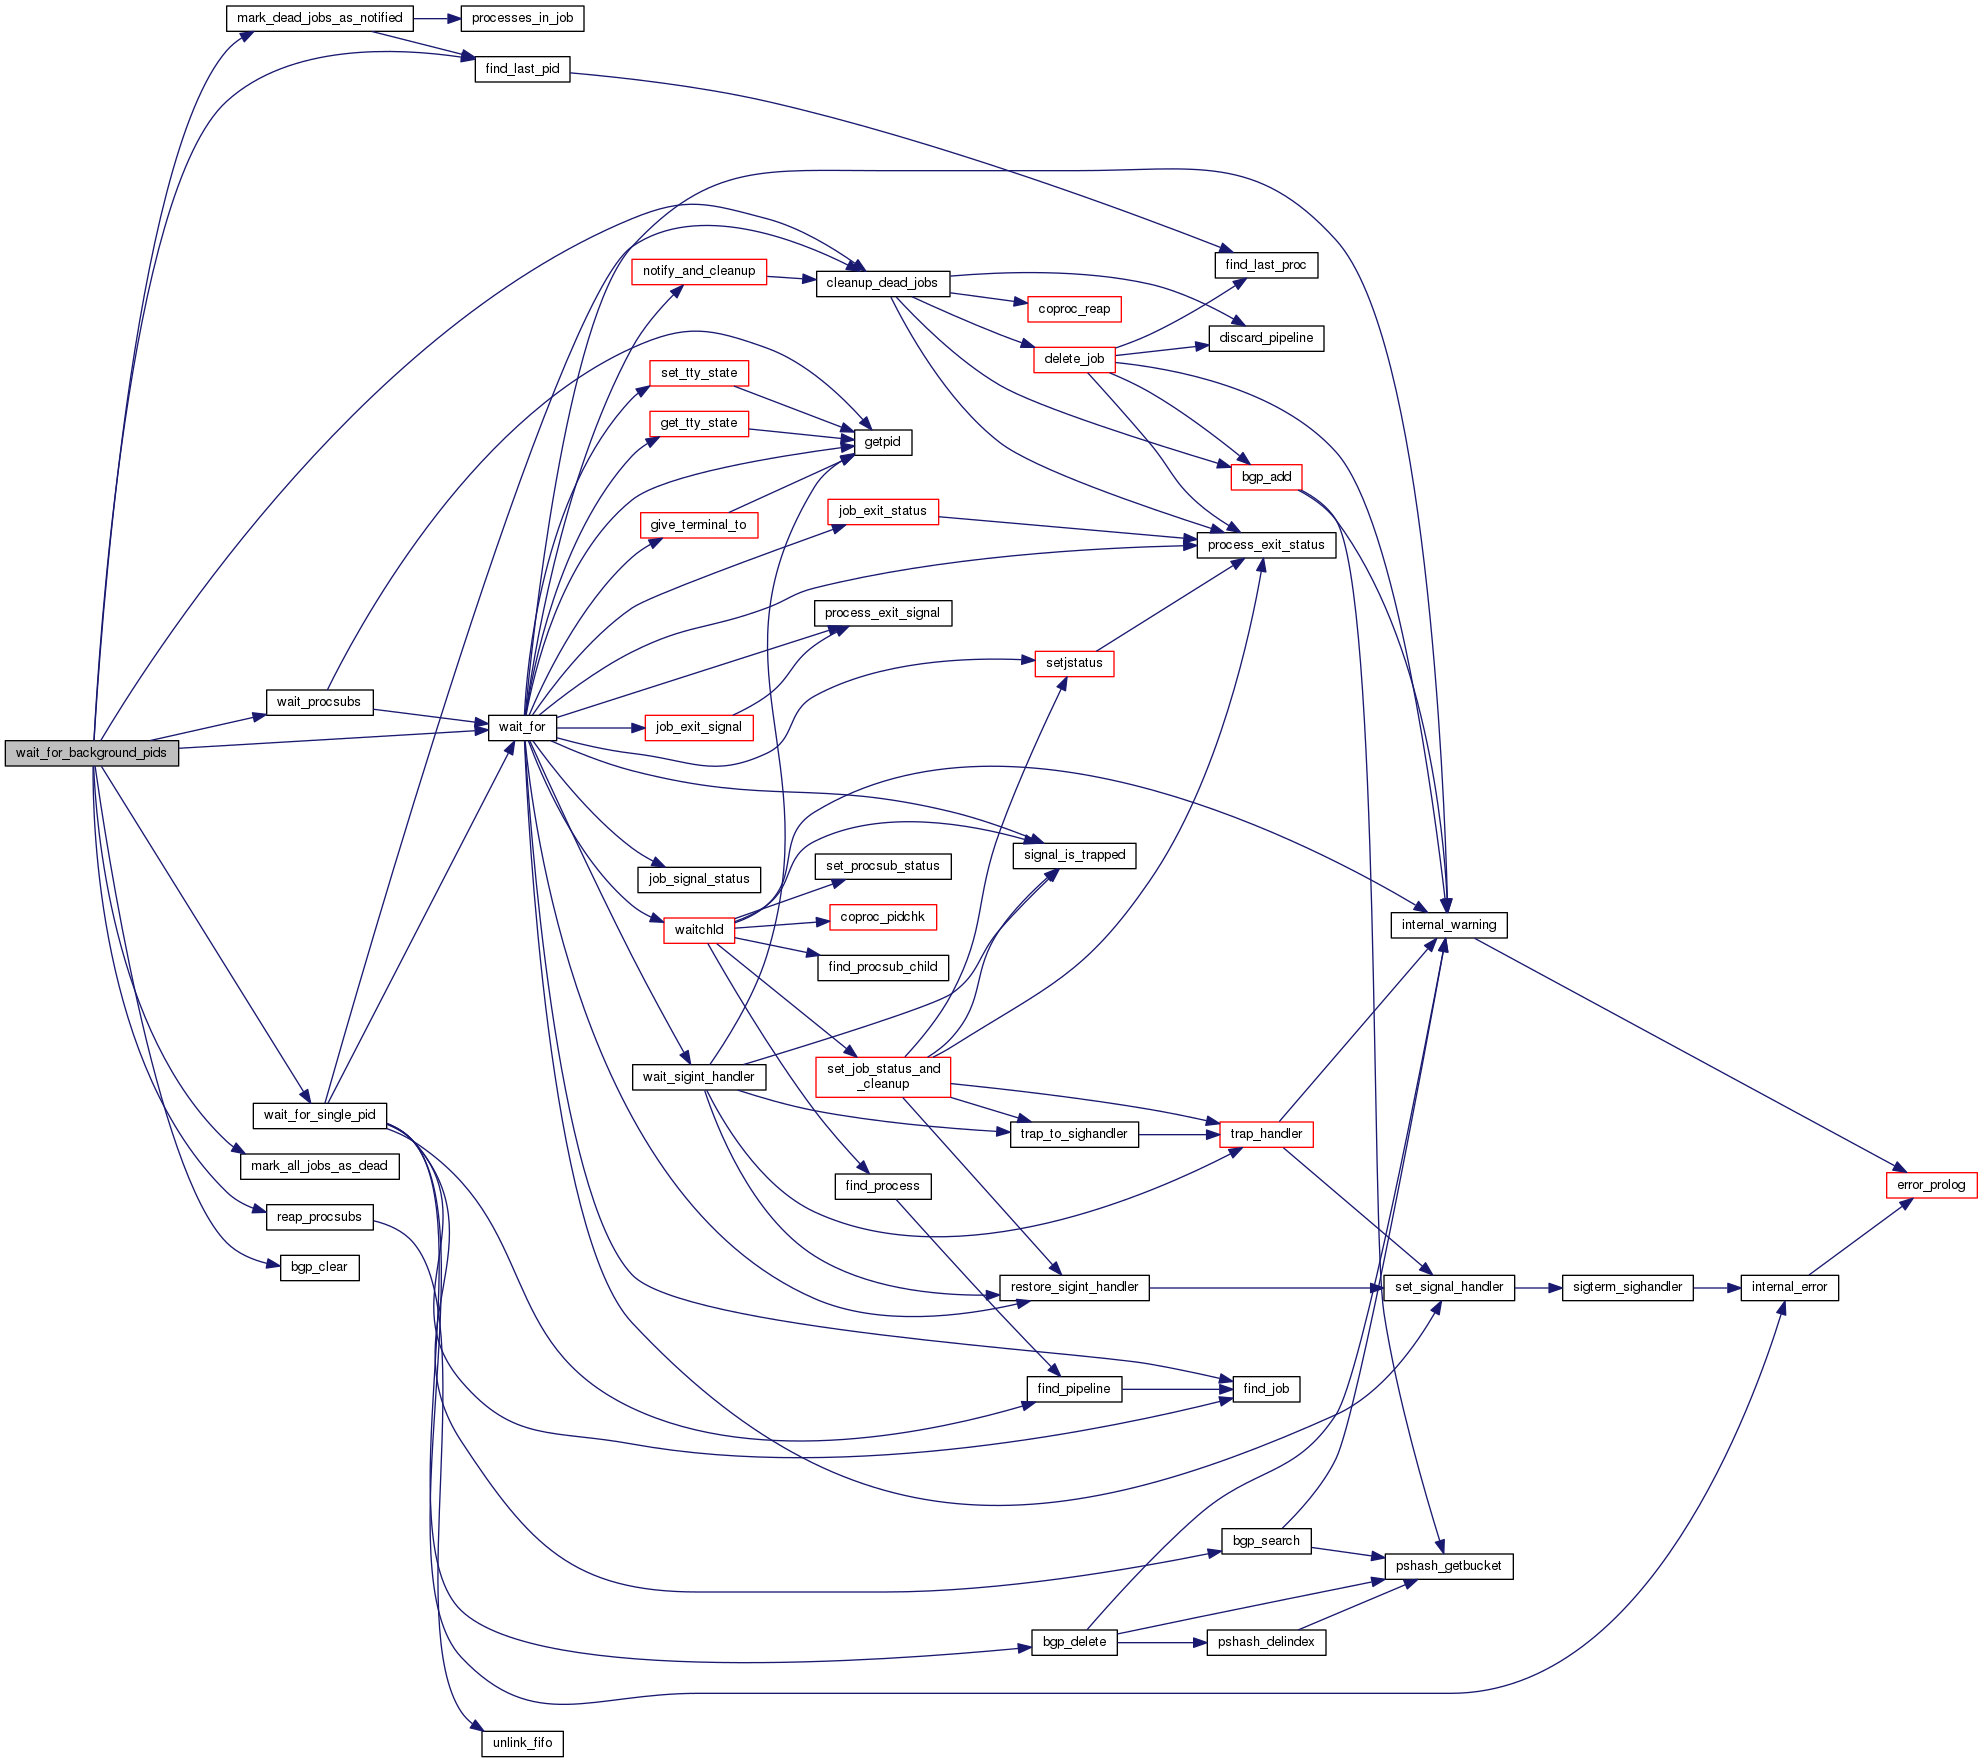 mark_dead_jobs_as_notified
processes_in_job
find_last_pid
find_last_proc
notify_and_cleanup
cleanup_dead_jobs
coproc_reap
discard_pipeline
delete_job
set_tty_state
get_tty_state
getpid
bgp_add
job_exit_status
give_terminal_to
process_exit_status
process_exit_signal
setjstatus
wait_procsubs
wait_for
job_exit_signal
wait_for_background_pids
signal_is_trapped
set_procsub_status
job_signal_status
coproc_pidchk
waitchld
internal_warning
find_procsub_child
wait_sigint_handler
set_job_status_and
_cleanup
wait_for_single_pid
trap_to_sighandler
trap_handler
mark_all_jobs_as_dead
find_process
error_prolog
reap_procsubs
bgp_clear
restore_sigint_handler
set_signal_handler
sigterm_sighandler
internal_error
find_pipeline
find_job
bgp_search
pshash_getbucket
bgp_delete
pshash_delindex
unlink_fifo